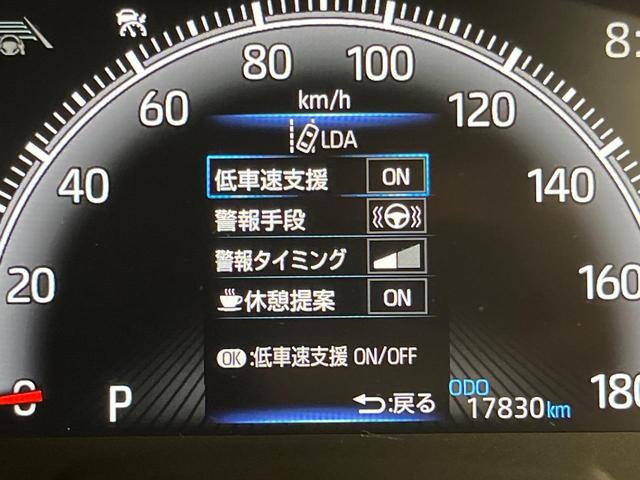 8:
80
100
km/h
60
120
LDA
40
低車速支援 ON
140
警報手段
20
警報タイミング
160
休憩提案 ON
OK:低車速支援 ON/OFF
0
P
:戻る
ODO
17830km
180